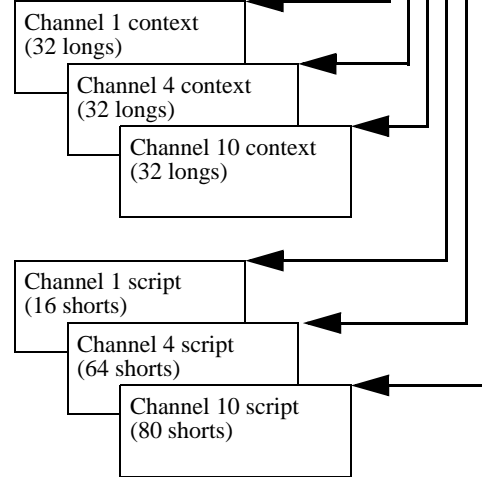 Channel 1 context
(32 longs)
Channel 4 context
(32 longs)
Channel 10 context
(32 longs)
Channel 1 script
(16 shorts)
Channel 4 script
(64 shorts)
Channel 10 script
(80 shorts)